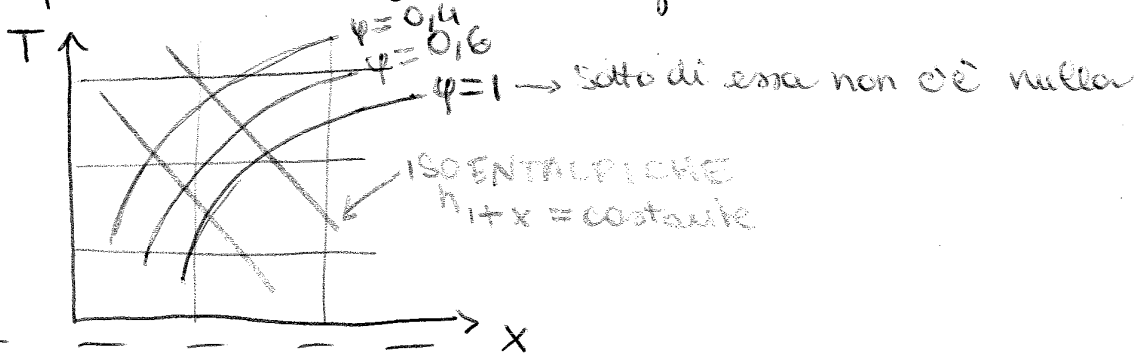 T
φ=0,4
φ=0,6
φ=1 → sotto di essa non c'è nulla
ISOENTALPICHE
h1+x = costante
x